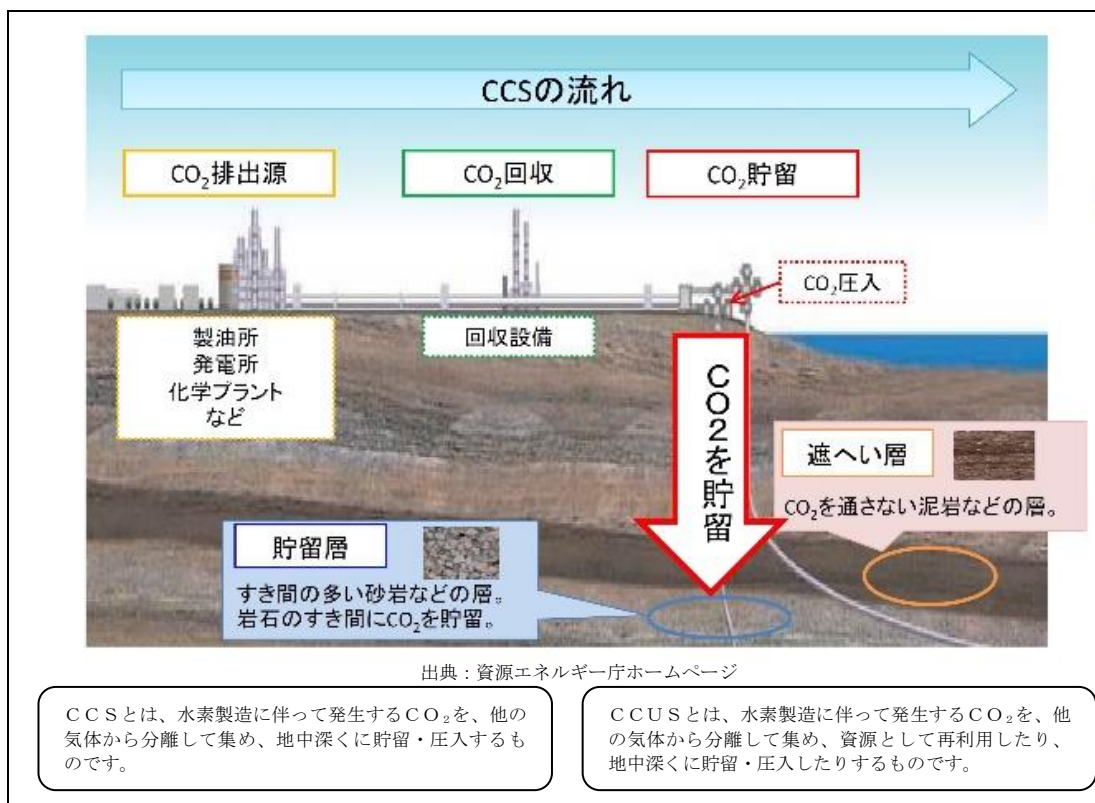 CCSの流れ
CO₂排出源
CO₂回収
CO₂貯留
CO₂圧入
製油所
発電所
化学プラント
など
回収設備
CO2を貯留
遮へい層
CO₂を通さない泥岩などの層。
貯留層
すき間の多い砂岩などの層。
岩石のすき間にCO₂を貯留。
出典：資源エネルギー庁ホームページ
ＣＣＳとは、水素製造に伴って発生するＣＯ₂を、他の
気体から分離して集め、地中深くに貯留・圧入するも
のです。
ＣＣＵＳとは、水素製造に伴って発生するＣＯ₂を、他
の気体から分離して集め、資源として再利用したり、
地中深くに貯留・圧入したりするものです。